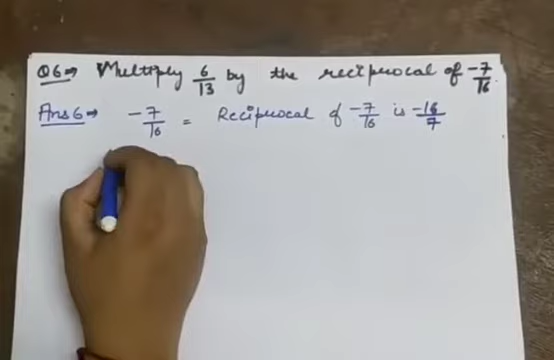 Q6⇒ Multiply 6/13 by the reciprocal of -7/16.
Ans6⇒ -7/16 = Reciprocal of -7/16 is -16/7